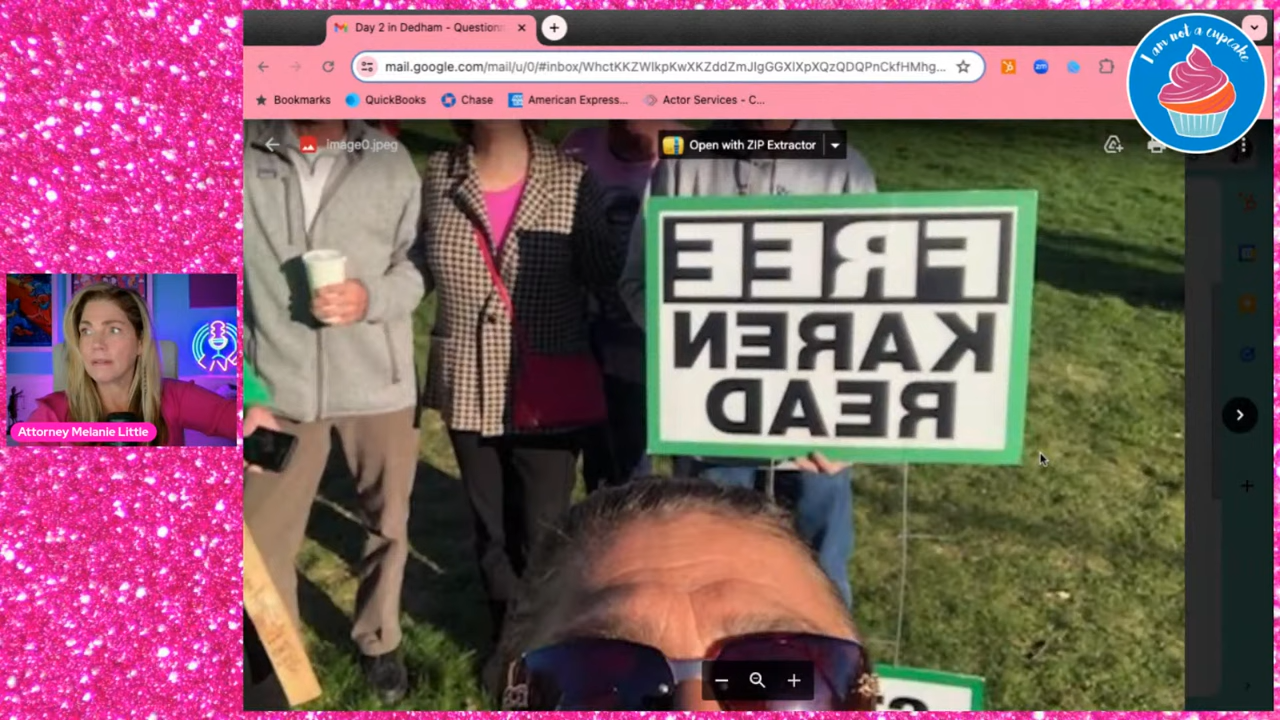 Day 2 in Dedham - Question
mail.google.com/mail/u/0/#inbox/WhctKKZWlkpKwXKZddZmJlgGGXlXpXQzQDQPnCkfHMhg...
Bookmarks QuickBooks Chase American Express... Actor Services - C...
I am not a cupcake
image0.jpeg
Open with ZIP Extractor
FREE
KAREN
READ
Attorney Melanie Little